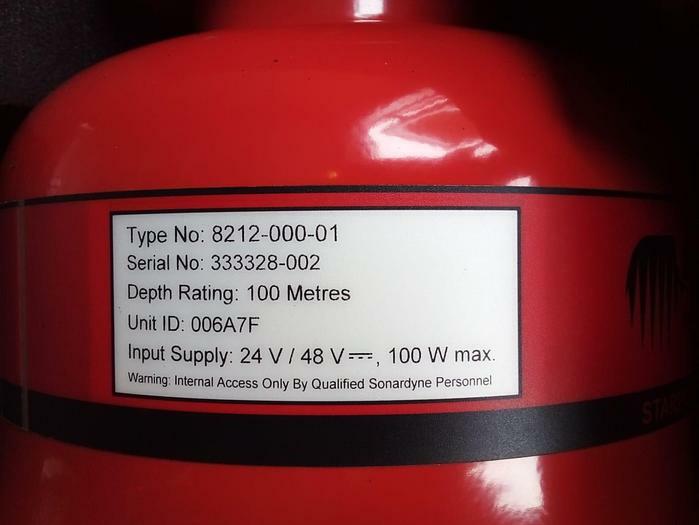 Type No: 8212-000-01
Serial No: 333328-002
Depth Rating: 100 Metres
Unit ID: 006A7F
Input Supply: 24 V / 48 V ⎓, 100 W max.
Warning: Internal Access Only By Qualified Sonardyne Personnel